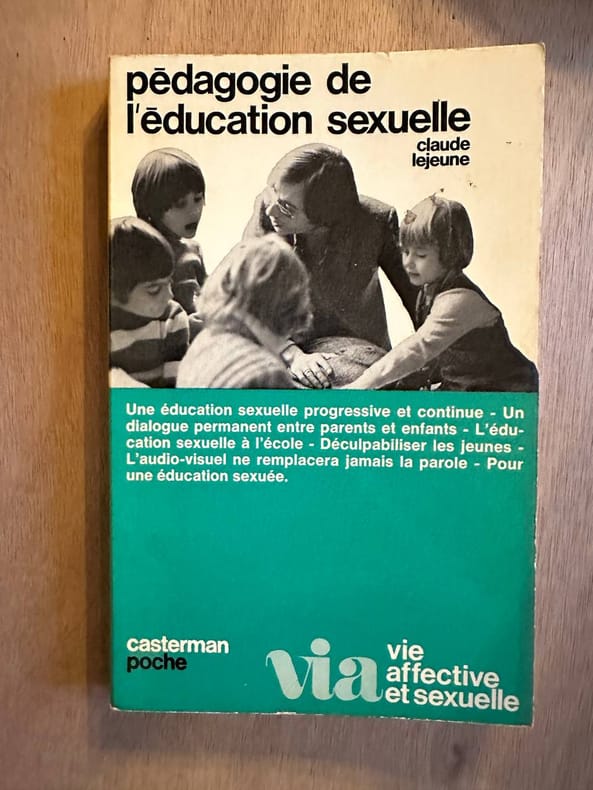 pédagogie de
l'éducation sexuelle
claude
lejeune
Une éducation sexuelle progressive et continue - Un
dialogue permanent entre parents et enfants - L'édu-
cation sexuelle à l'école - Déculpabiliser les jeunes -
L'audio-visuel ne remplacera jamais la parole - Pour
une éducation sexuée.
casterman
poche
via
vie
affective
et sexuelle